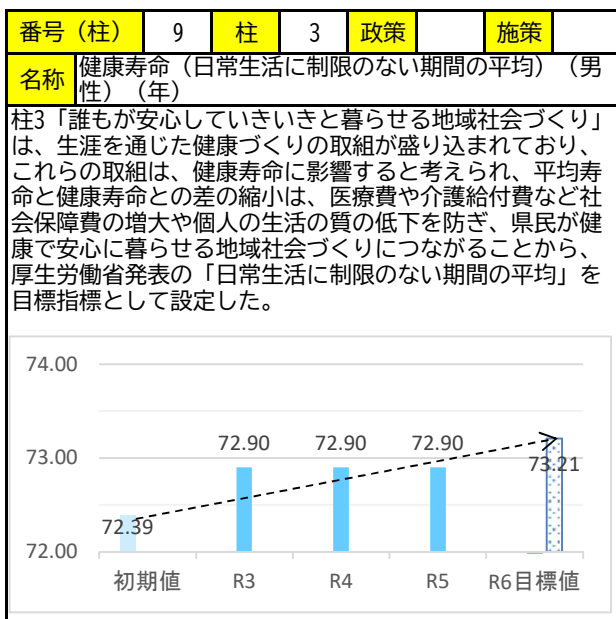 番号（柱） 9 柱 3 政策 施策
名称 健康寿命（日常生活に制限のない期間の平均）（男
性）（年）
柱3「誰もが安心していきいきと暮らせる地域社会づくり」
は、生涯を通じた健康づくりの取組が盛り込まれており、
これらの取組は、健康寿命に影響すると考えられ、平均寿
命と健康寿命との差の縮小は、医療費や介護給付費など社
会保障費の増大や個人の生活の質の低下を防ぎ、県民が健
康で安心に暮らせる地域社会づくりにつながることから、
厚生労働省発表の「日常生活に制限のない期間の平均」を
目標指標として設定した。
74.00
73.00
72.00
72.39
72.90
72.90
72.90
73.21
初期値 R3 R4 R5 R6目標値